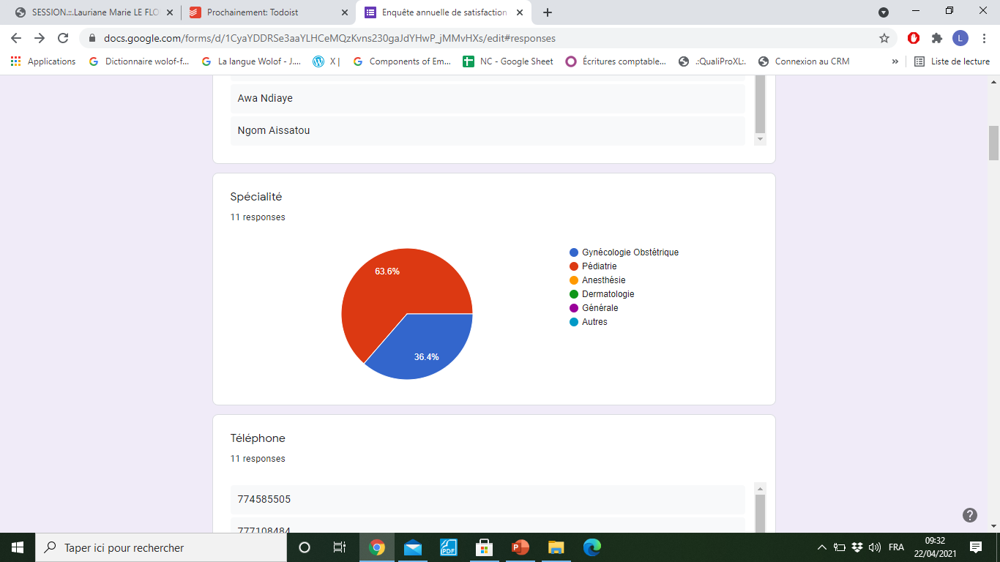 SESSION.::.Lauriane Marie LE FLO
Prochainement: Todoist
Enquête annuelle de satisfaction
docs.google.com/forms/d/1CyaYDDRSe3aaYLHCeMQzKvns230gaJdYHwP_jMMvHXs/edit#responses
L
Applications
Dictionnaire wolof-f...
La langue Wolof - J....
X |
Components of Em...
NC - Google Sheet
Écritures comptable...
.:QualiProXL:.
Connexion au CRM
»
Liste de lecture
Awa Ndiaye
Ngom Aissatou
Spécialité
11 responses
63.6%
36.4%
Gynécologie Obstétrique
Pédiatrie
Anesthésie
Dermatologie
Générale
Autres
Téléphone
11 responses
774585505
777108484
Taper ici pour rechercher
PDF
FRA
09:32
22/04/2021